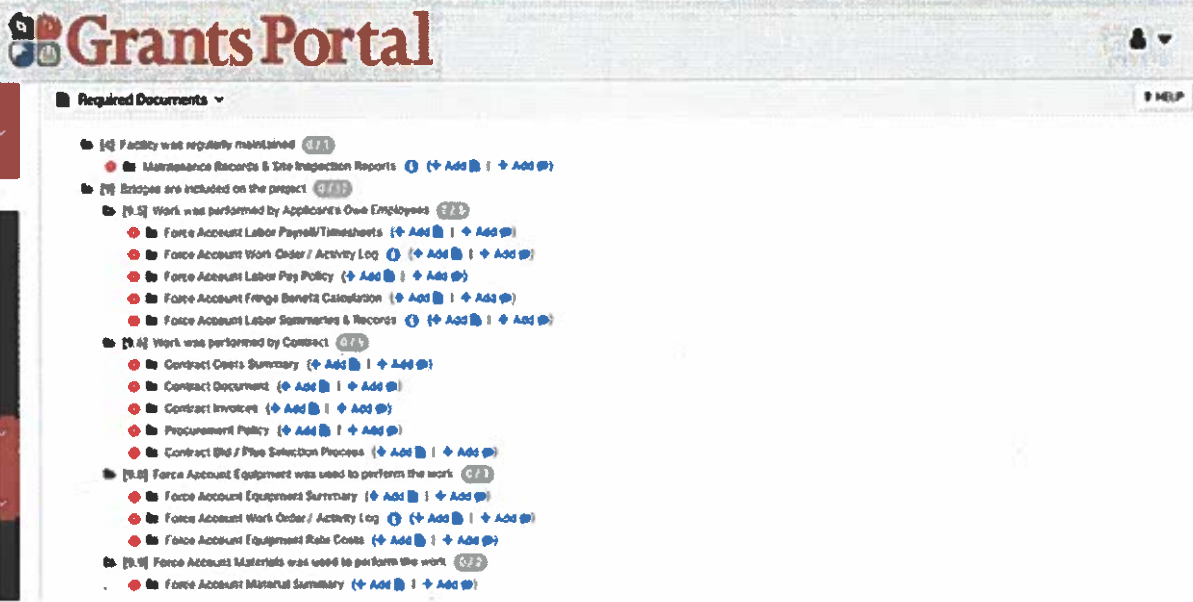 Grants Portal
Required Documents
HELP
[4] Facility was regularly maintained 0 / 1
Maintenance Records & Site Inspection Reports (+ Add | + Add)
[9] Bridges are included on the project
[9.5] Work was performed by Applicant's Own Employees
Force Account Labor Payroll/Timesheets (+ Add | + Add)
Force Account Work Order / Activity Log (+ Add | + Add)
Force Account Labor Pay Policy (+ Add | + Add)
Force Account Fringe Benefit Calculation (+ Add | + Add)
Force Account Labor Summaries & Records (+ Add | + Add)
[9.6] Work was performed by Contract
Contract Costs Summary (+ Add | + Add)
Contract Document (+ Add | + Add)
Contract Invoices (+ Add | + Add)
Procurement Policy (+ Add | + Add)
Contract Bid / Selection Process (+ Add | + Add)
[9.8] Force Account Equipment was used to perform the work
Force Account Equipment Summary (+ Add | + Add)
Force Account Work Order / Activity Log (+ Add | + Add)
Force Account Equipment Rate Costs (+ Add | + Add)
[9.9] Force Account Materials was used to perform the work 0 / 2
Force Account Material Summary (+ Add | + Add)